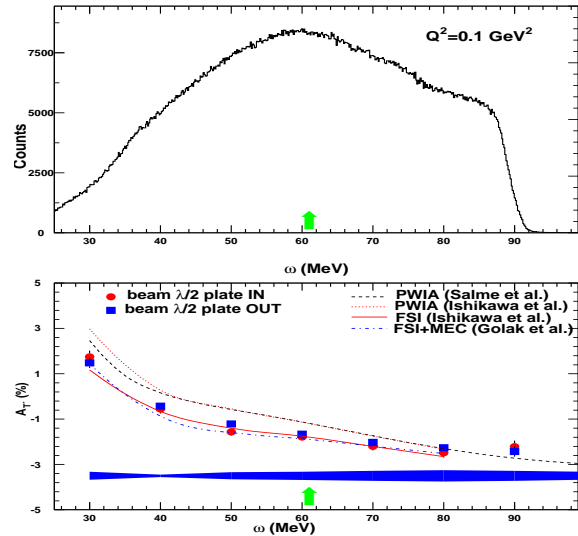 Q²=0.1 GeV²
Counts
7500
5000
2500
0
30 40 50 60 70 80 90
ω (MeV)
beam λ/2 plate IN
beam λ/2 plate OUT
PWIA (Salme et al.)
PWIA (Ishikawa et al.)
FSI (Ishikawa et al.)
FSI+MEC (Golak et al.)
A_T' (%)
5
3
1
-1
-3
-5
30 40 50 60 70 80 90
ω (MeV)